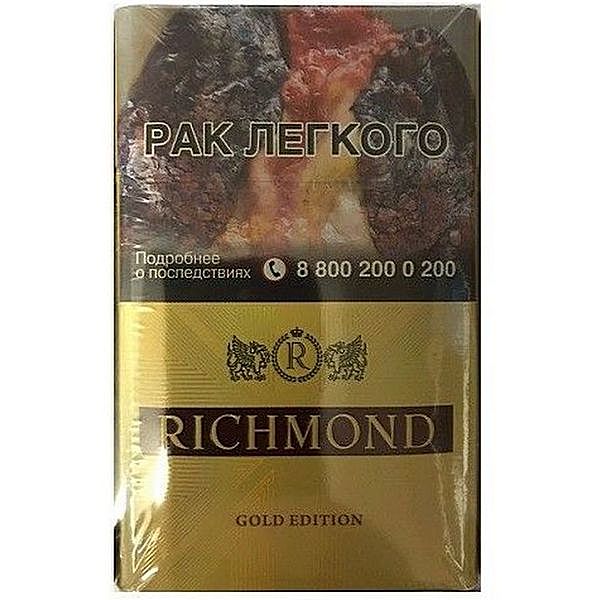 РАК ЛЕГКОГО
Подробнее
о последствиях
8 800 200 0 200
R
RICHMOND
GOLD EDITION